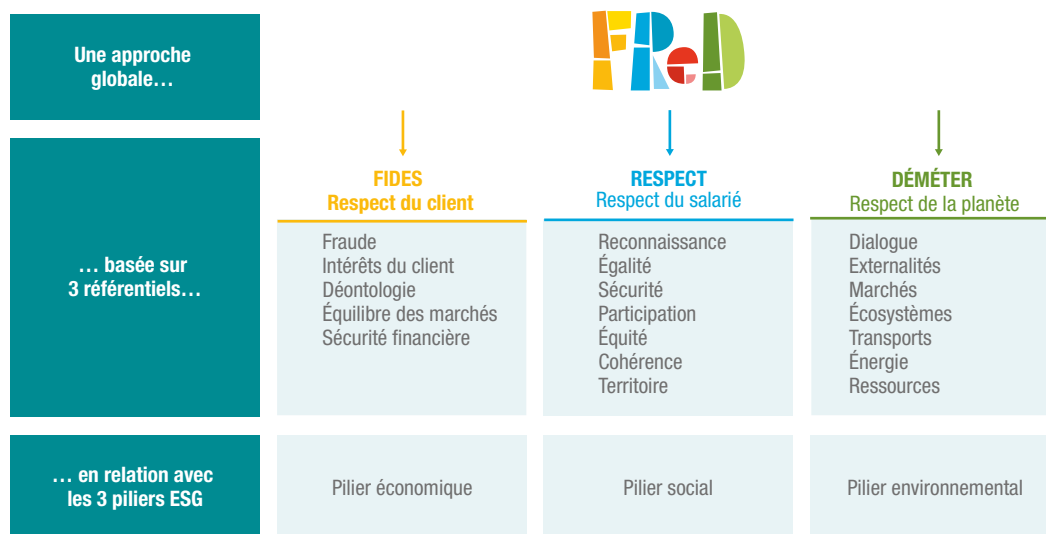 Une approche
globale…
FReD
… basée sur
3 référentiels…
FIDES
Respect du client
Fraude
Intérêts du client
Déontologie
Équilibre des marchés
Sécurité financière
RESPECT
Respect du salarié
Reconnaissance
Égalité
Sécurité
Participation
Équité
Cohérence
Territoire
DÉMÉTER
Respect de la planète
Dialogue
Externalités
Marchés
Écosystèmes
Transports
Énergie
Ressources
… en relation avec
les 3 piliers ESG
Pilier économique
Pilier social
Pilier environnemental